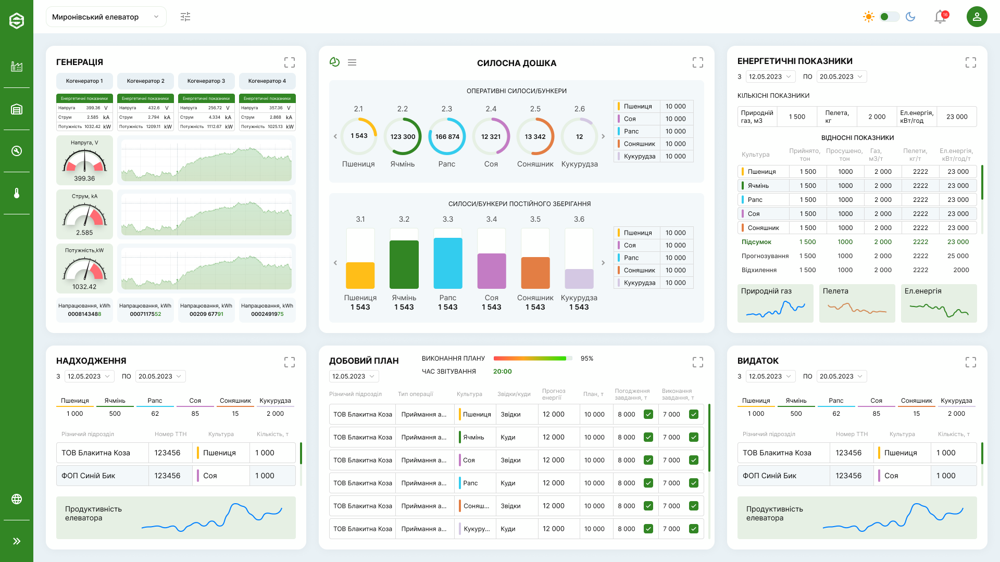 Миронівський елеватор
16
ГЕНЕРАЦІЯ
Когенератор 1 Когенератор 2 Когенератор 3 Когенератор 4
Енергетичні показники Енергетичні показники Енергетичні показники Енергетичні показники
Напруга 399.36 V Напруга 432.6 V Напруга 256.72 V Напруга 357.36 V
Струм 2.585 kA Струм 2.794 kA Струм 4.334 kA Струм 2.868 kA
Потужність 1032.42 kW Потужність 1209.11 kW Потужність 1112.67 kW Потужність 1025.13 kW
Напруга, V
399.36
Струм, kA
2.585
Потужність,kW
1032.42
Напрацювання, kWh Напрацювання, kWh Напрацювання, kWh Напрацювання, kWh
0008143488 0007117552 00209 67791 0002491975
СИЛОСНА ДОШКА
ОПЕРАТИВНІ СИЛОСИ/БУНКЕРИ
2.1 2.2 2.3 2.4 2.5 2.6
1 543 123 300 166 874 12 321 13 342 12
Пшениця Ячмінь Рапс Соя Соняшник Кукурудза
Пшениця 10 000
Соя 10 000
Рапс 10 000
Соняшник 10 000
Кукурудза 10 000
СИЛОСИ/БУНКЕРИ ПОСТІЙНОГО ЗБЕРІГАННЯ
3.1 3.2 3.3 3.4 3.5 3.6
Пшениця Ячмінь Рапс Соя Соняшник Кукурудза
1 543 1 543 1 543 1 543 1 543 1 543
Пшениця 10 000
Соя 10 000
Рапс 10 000
Соняшник 10 000
Кукурудза 10 000
ЕНЕРГЕТИЧНІ ПОКАЗНИКИ
З 12.05.2023 ПО 20.05.2023
КІЛЬКІСНІ ПОКАЗНИКИ
Природній газ, м3 1 500 Пелета, кг 2 000 Ел.енергія, кВт/год 23 000
ВІДНОСНІ ПОКАЗНИКИ
Культура Прийнято, тон Просушено, тон Газ, м3/т Пелети, кг/т Ел.енергія, кВт/год/т
Пшениця 1 500 1000 2 000 2222 23 000
Ячмінь 1 500 1000 2 000 2222 23 000
Рапс 1 500 1000 2 000 2222 23 000
Соя 1 500 1000 2 000 2222 23 000
Соняшник 1 500 1000 2 000 2222 23 000
Підсумок 1 500 1000 2 000 2222 23 000
Прогнозування 1 500 1000 2 000 2222 25 000
Відхилення 1 500 1000 2 000 2222 2000
Природній газ Пелета Ел.енергія
НАДХОДЖЕННЯ
З 12.05.2023 ПО 20.05.2023
Пшениця Ячмінь Рапс Соя Соняшник Кукурудза
1 000 500 62 85 15 2 000
Різничий підрозділ Номер ТТН Культура Кількість, т
ТОВ Блакитна Коза 123456 Пшениця 1 000
ФОП Синій Бик 123456 Соя 1 000
Продуктивність
елеватора
ДОБОВИЙ ПЛАН
12.05.2023
ВИКОНАННЯ ПЛАНУ 95%
ЧАС ЗВІТУВАННЯ 20:00
Різничий підрозділ Тип операції Культура Звідки/куди Прогноз енергії План, т Погодження завдання, т Виконання завдання, т
ТОВ Блакитна Коза Приймання а... Пшениця Звідки 12 000 10 000 8 000 7 000
ТОВ Блакитна Коза Приймання а... Ячмінь Куди 12 000 10 000 8 000 7 000
ТОВ Блакитна Коза Приймання а... Соя Звідки 12 000 10 000 8 000 7 000
ТОВ Блакитна Коза Приймання а... Рапс Куди 12 000 10 000 8 000 7 000
ТОВ Блакитна Коза Приймання а... Соняш... Звідки 12 000 10 000 8 000 7 000
ТОВ Блакитна Коза Приймання а... Кукуру... Куди 12 000 10 000 8 000 7 000
ВИДАТОК
З 12.05.2023 ПО 20.05.2023
Пшениця Ячмінь Рапс Соя Соняшник Кукурудза
1 000 500 62 85 15 2 000
Різничий підрозділ Номер ТТН Культура Кількість, т
ТОВ Блакитна Коза 123456 Пшениця 1 000
ФОП Синій Бик 123456 Соя 1 000
Продуктивність
елеватора